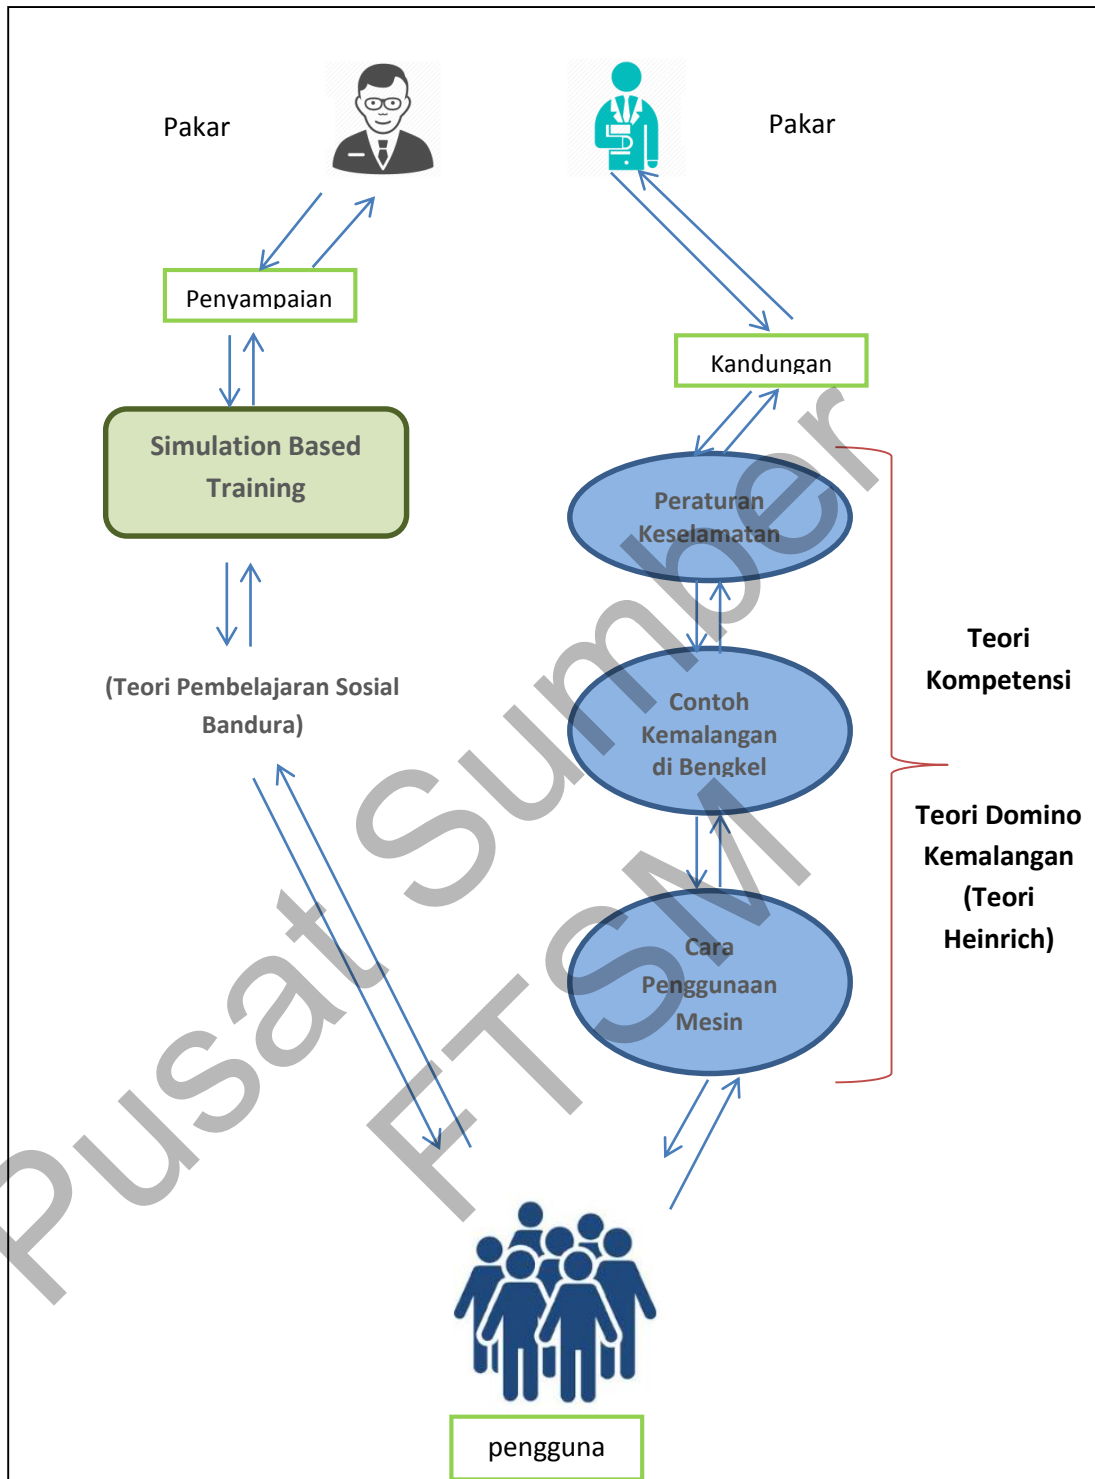 Pakar
Pakar
Penyampaian
Kandungan
Simulation Based
Training
Peraturan
Keselamatan
(Teori Pembelajaran Sosial
Bandura)
Contoh
Kemalangan
di Bengkel
Cara
Penggunaan
Mesin
Teori
Kompetensi
Teori Domino
Kemalangan
(Teori
Heinrich)
pengguna
Pusat Sumber
FTSM